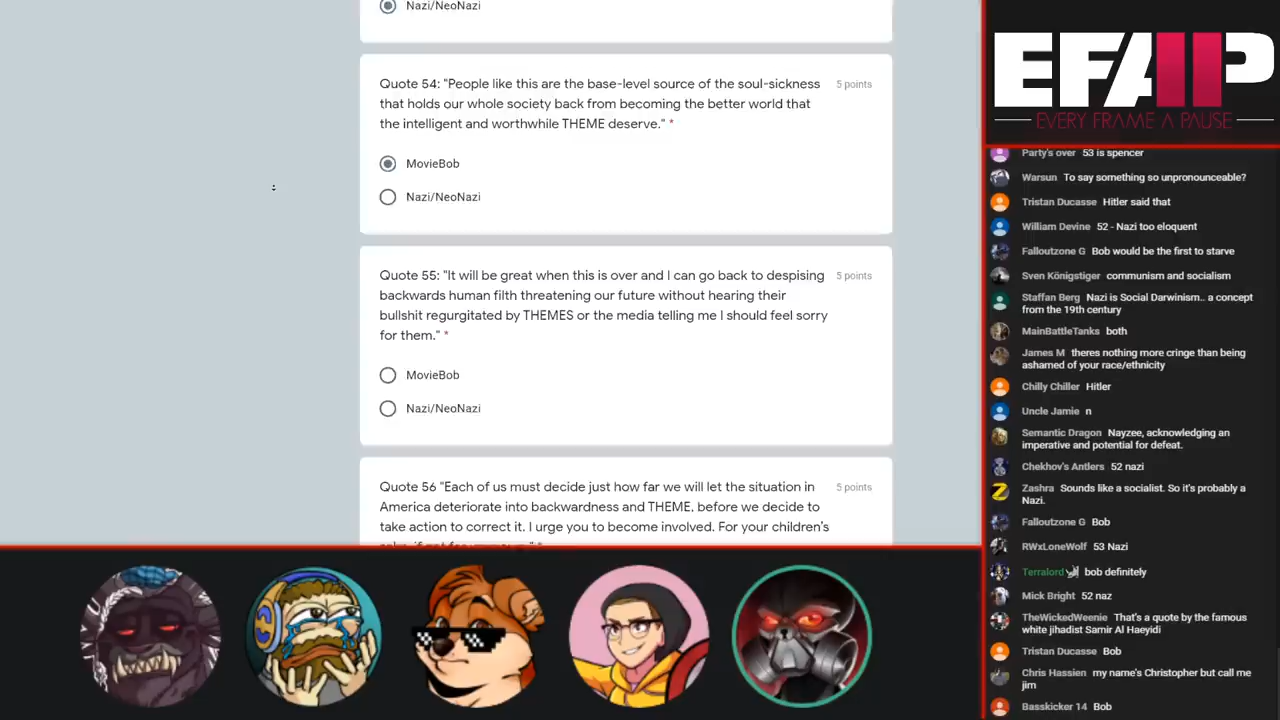 Nazi/NeoNazi
Quote 54: "People like this are the base-level source of the soul-sickness
that holds our whole society back from becoming the better world that
the intelligent and worthwhile THEME deserve." *
5 points
MovieBob
Nazi/NeoNazi
Quote 55: "It will be great when this is over and I can go back to despising
backwards human filth threatening our future without hearing their
bullshit regurgitated by THEMES or the media telling me I should feel sorry
for them." *
5 points
MovieBob
Nazi/NeoNazi
Quote 56 "Each of us must decide just how far we will let the situation in
America deteriorate into backwardness and THEME, before we decide to
take action to correct it. I urge you to become involved. For your children's
5 points
EFAP
EVERY FRAME A PAUSE
Party's over 53 is spencer
Warsun To say something so unpronounceable?
Tristan Ducasse Hitler said that
William Devine 52 - Nazi too eloquent
Falloutzone G Bob would be the first to starve
Sven Königstiger communism and socialism
Staffan Berg Nazi is Social Darwinism.. a concept
from the 19th century
MainBattleTanks both
James M theres nothing more cringe than being
ashamed of your race/ethnicity
Chilly Chiller Hitler
Uncle Jamie n
Semantic Dragon Nayzee, acknowledging an
imperative and potential for defeat.
Chekhov's Antlers 52 nazi
Zashra Sounds like a socialist. So it's probably a
Nazi.
Falloutzone G Bob
RWxLoneWolf 53 Nazi
Terralord bob definitely
Mick Bright 52 naz
TheWickedWeenie That's a quote by the famous
white jihadist Samir Al Haeyidi
Tristan Ducasse Bob
Chris Hassien my name's Christopher but call me
jim
Basskicker 14 Bob